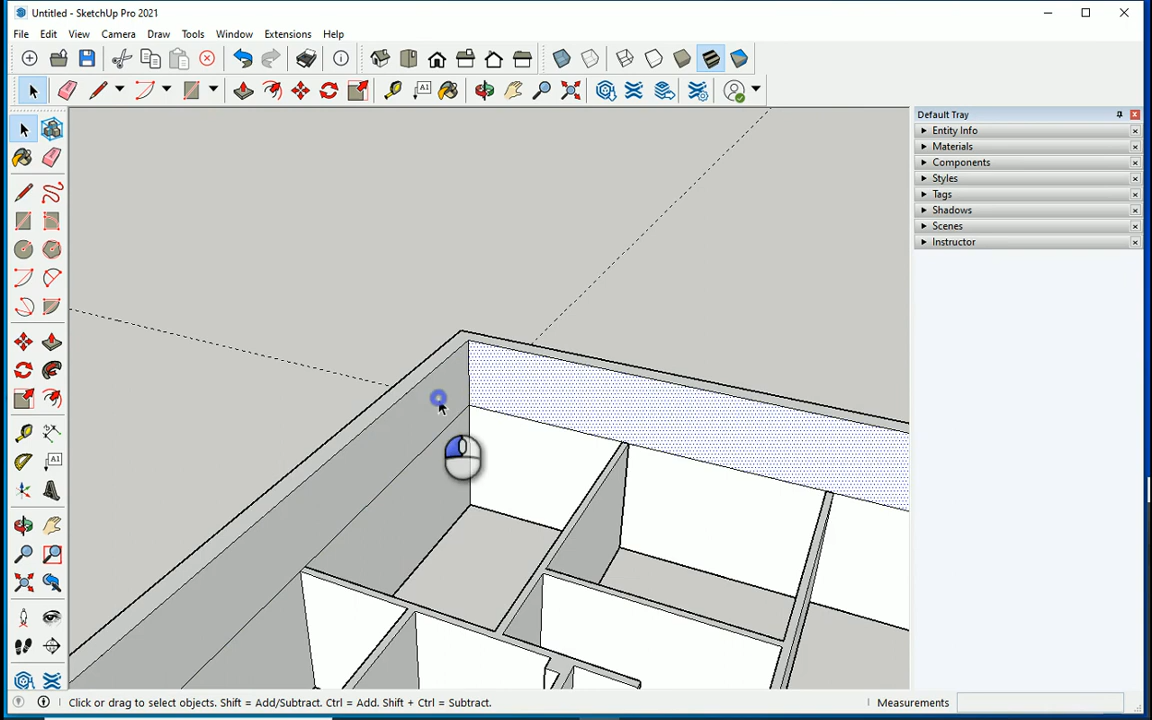 Untitled - SketchUp Pro 2021
File Edit View Camera Draw Tools Window Extensions Help
Default Tray
Entity Info
Materials
Components
Styles
Tags
Shadows
Scenes
Instructor
Click or drag to select objects. Shift = Add/Subtract. Ctrl = Add. Shift + Ctrl = Subtract.
Measurements